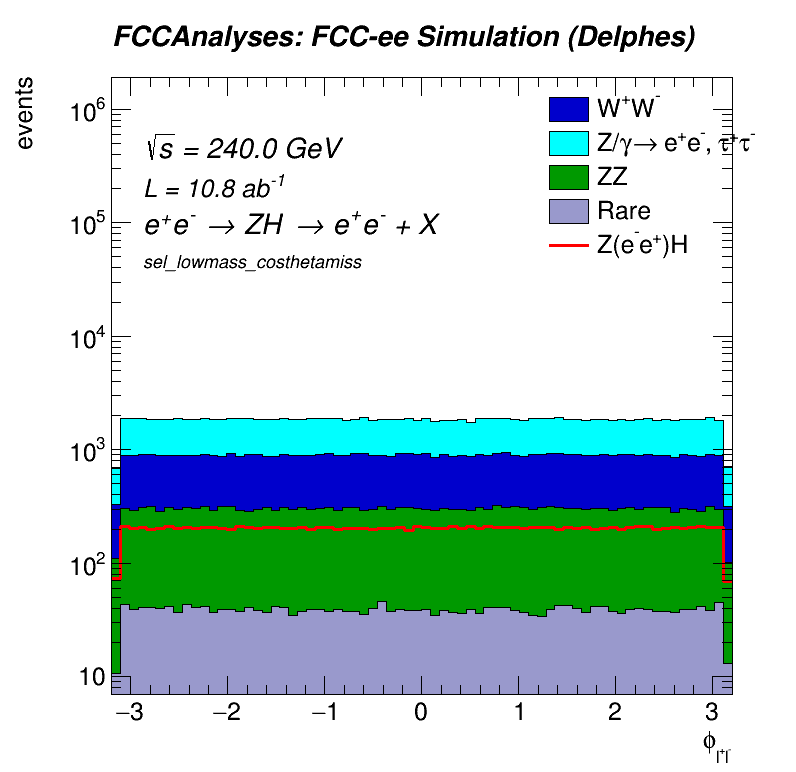 FCCAnalyses: FCC-ee Simulation (Delphes)
events
10⁶
10⁵
10⁴
10³
10²
10
√s = 240.0 GeV
L = 10.8 ab⁻¹
e⁺e⁻ → ZH → e⁺e⁻ + X
sel_lowmass_costhetamiss
W⁺W⁻
Z/γ→ e⁺e⁻, τ⁺τ⁻
ZZ
Rare
Z(e⁻e⁺)H
−3 −2 −1 0 1 2 3
ϕ_l⁺l⁻